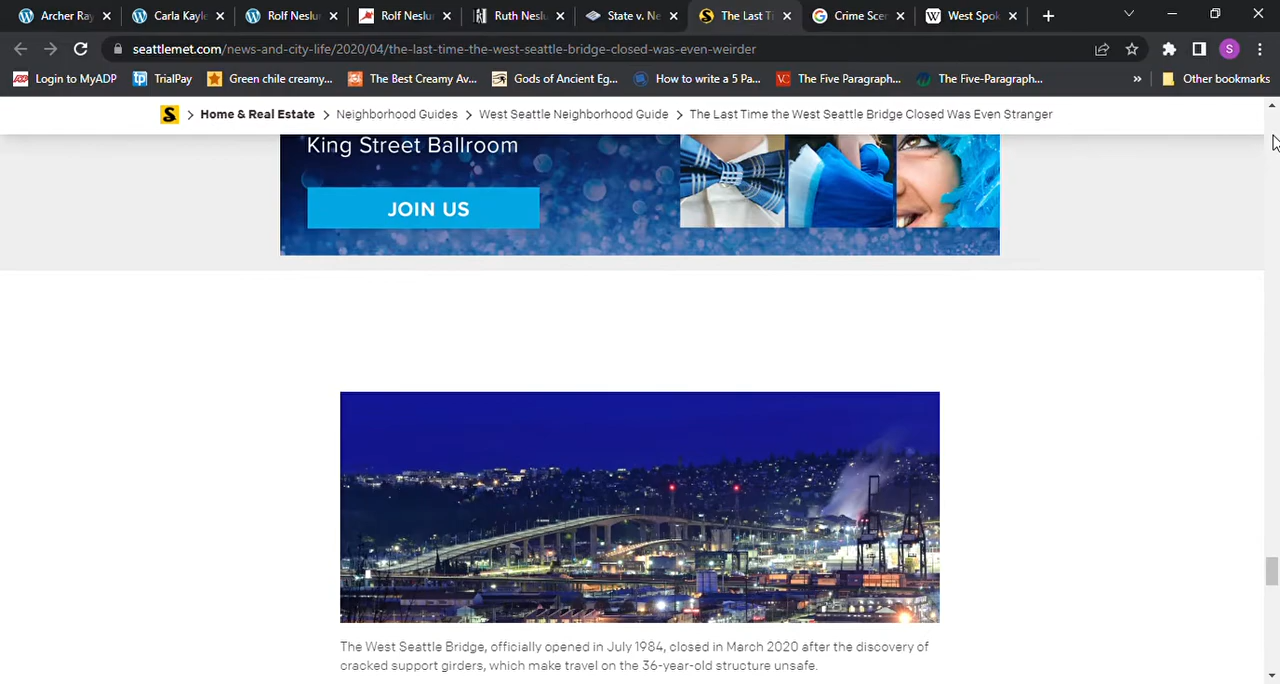 Archer Ray
Carla Kayle
Rolf Neslu
Rolf Neslu
Ruth Neslu
State v. Ne
The Last Ti
Crime Scer
West Spok
seattlemet.com/news-and-city-life/2020/04/the-last-time-the-west-seattle-bridge-closed-was-even-weirder
S
Login to MyADP
TrialPay
Green chile creamy...
The Best Creamy Av...
Gods of Ancient Eg...
How to write a 5 Pa...
The Five Paragraph...
The Five-Paragraph...
Other bookmarks
S
Home & Real Estate
Neighborhood Guides
West Seattle Neighborhood Guide
The Last Time the West Seattle Bridge Closed Was Even Stranger
King Street Ballroom
JOIN US
The West Seattle Bridge, officially opened in July 1984, closed in March 2020 after the discovery of
cracked support girders, which make travel on the 36-year-old structure unsafe.